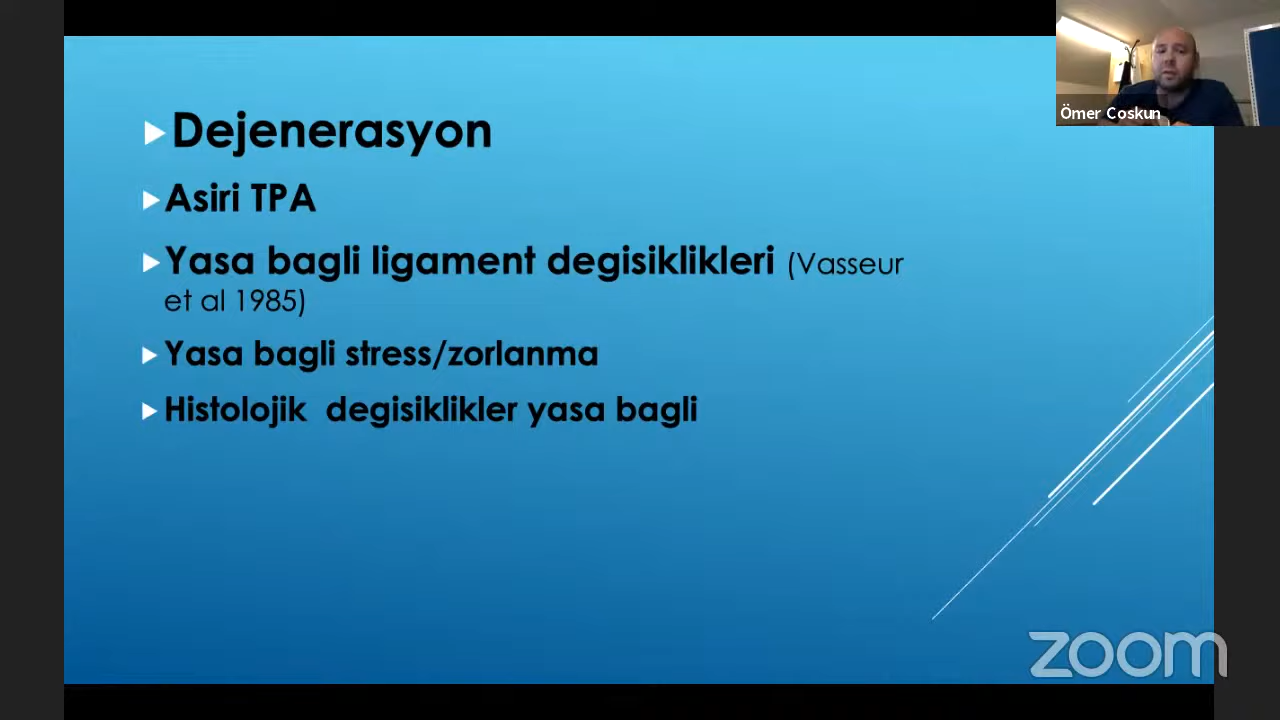 Dejenerasyon
Asiri TPA
Yasa bagli ligament degisiklikleri (Vasseur
et al 1985)
Yasa bagli stress/zorlanma
Histolojik degisiklikler yasa bagli
Ömer Coskun
zoom